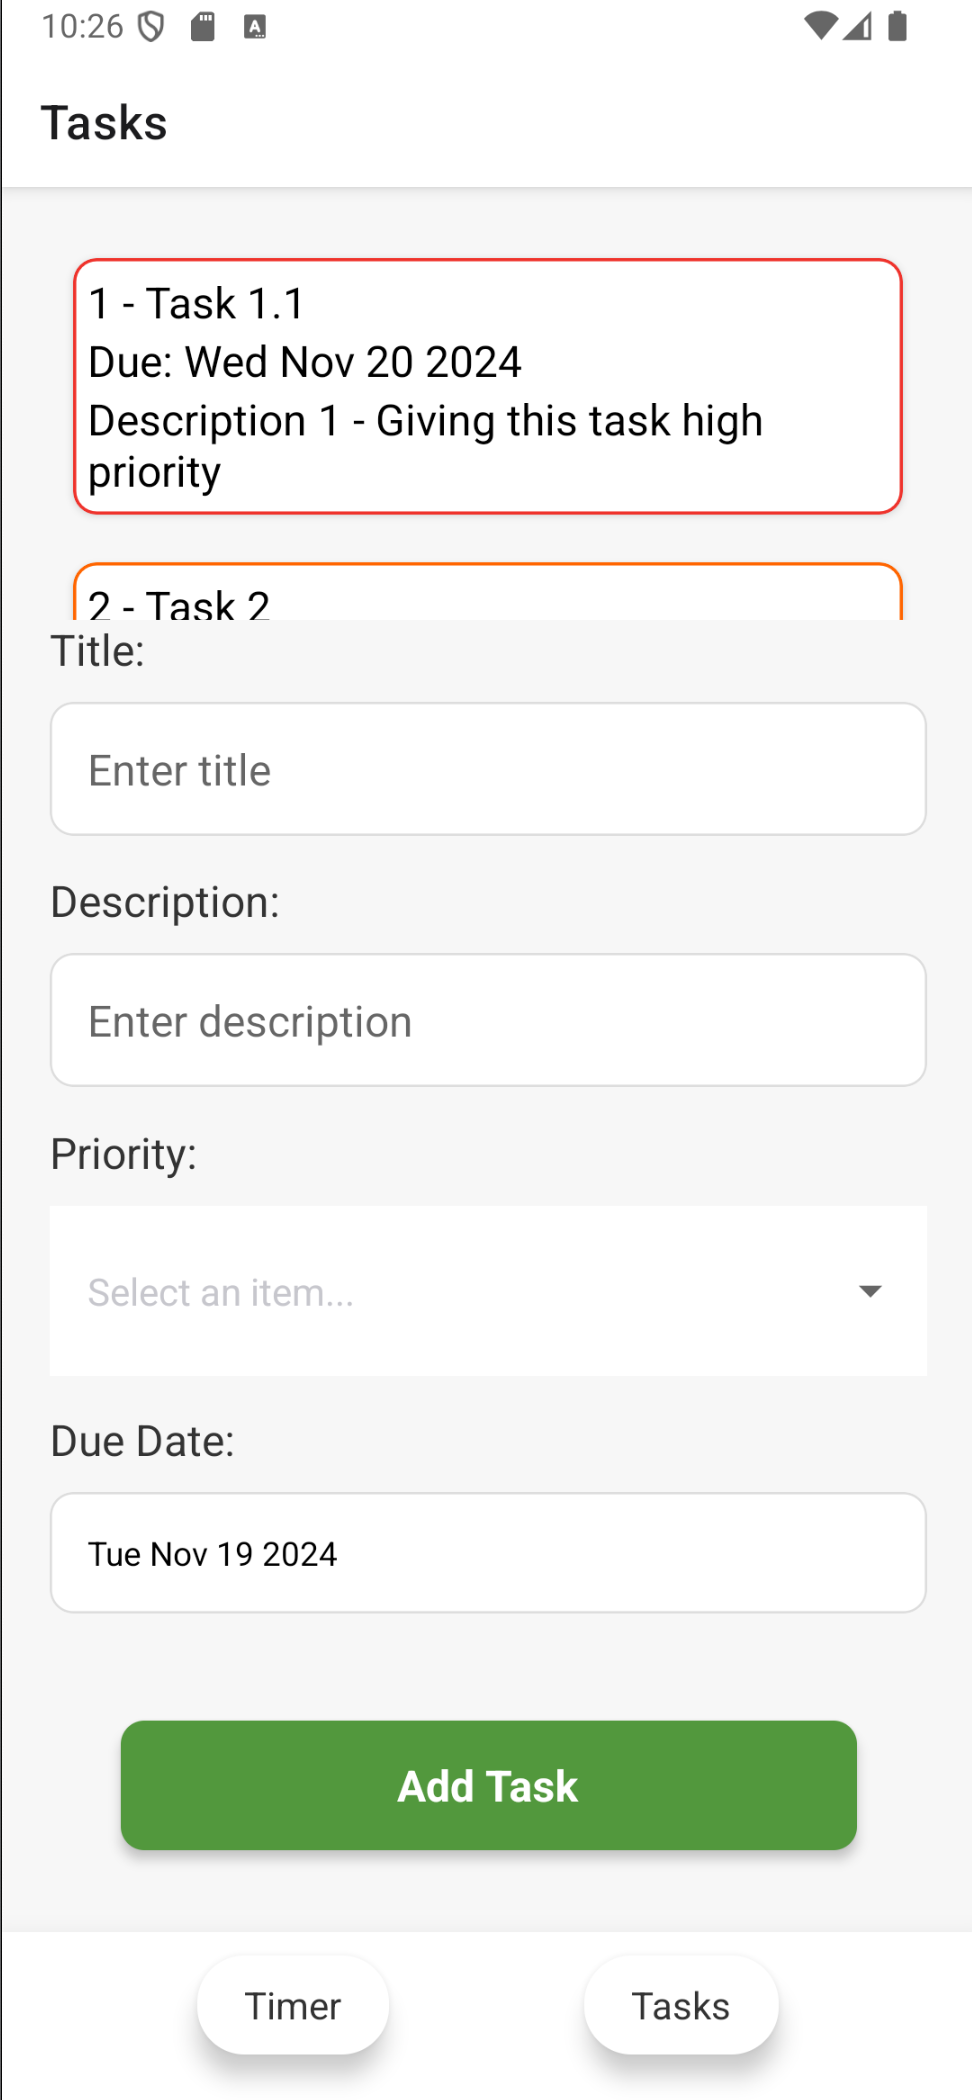 10:26
Tasks
1 - Task 1.1
Due: Wed Nov 20 2024
Description 1 - Giving this task high
priority
2 - Task 2
Title:
Enter title
Description:
Enter description
Priority:
Select an item...
Due Date:
Tue Nov 19 2024
Add Task
Timer
Tasks